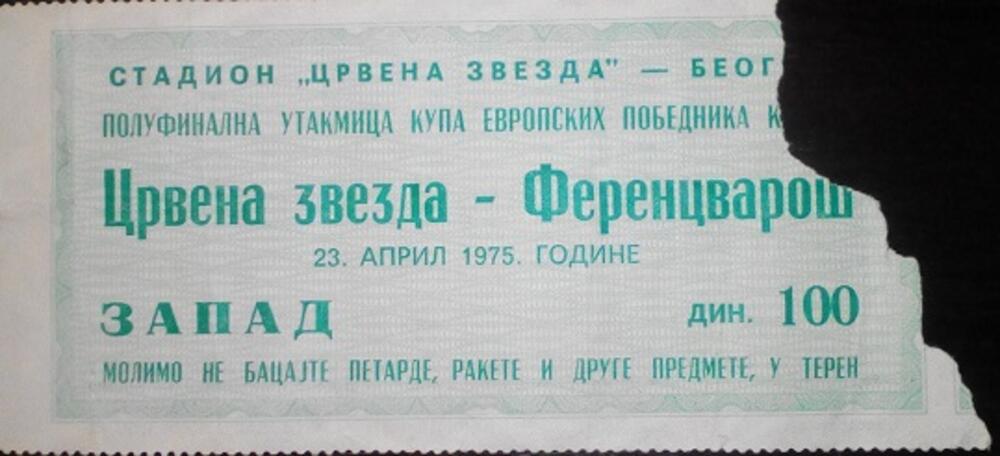 СТАДИОН „ЦРВЕНА ЗВЕЗДА" — БЕОГ
ПОЛУФИНАЛНА УТАКМИЦА КУПА ЕВРОПСКИХ ПОБЕДНИКА К
Црвена звезда - Ференцварош
23. АПРИЛ 1975. ГОДИНЕ
ЗАПАД
дин. 100
МОЛИМО НЕ БАЦАЈТЕ ПЕТАРДЕ, РАКЕТЕ И ДРУГЕ ПРЕДМЕТЕ, У ТЕРЕН